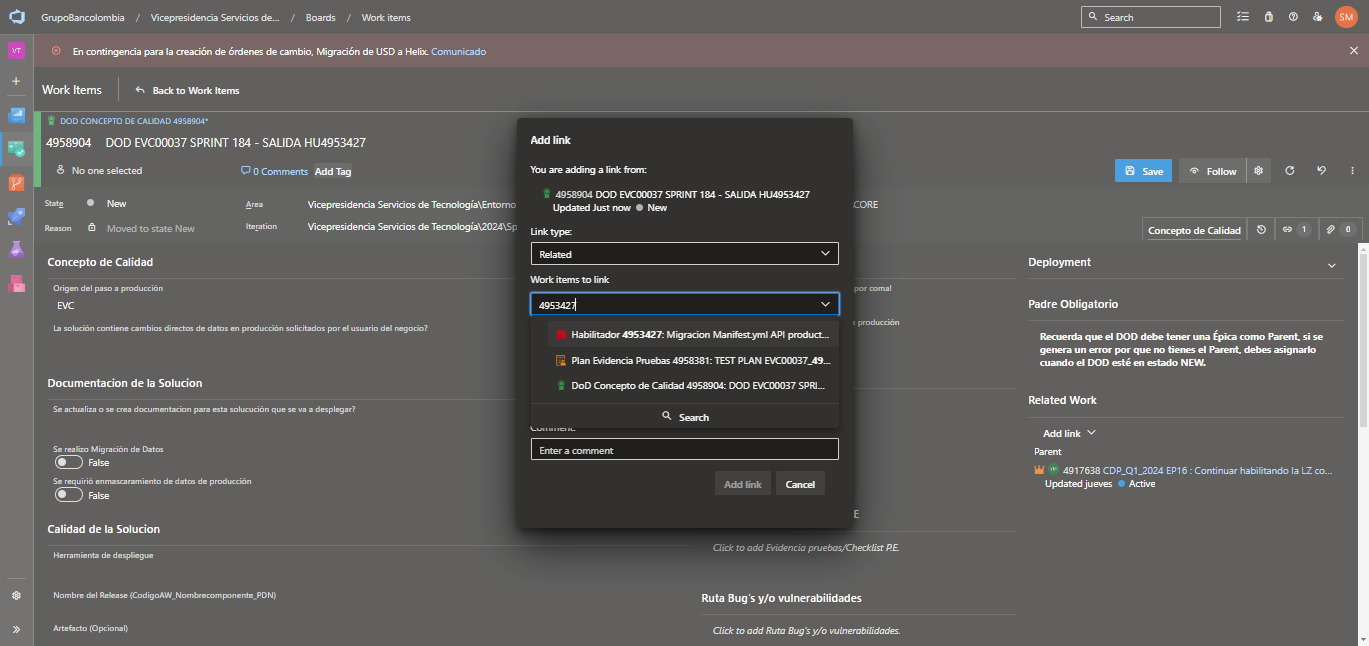 GrupoBancolombia / Vicepresidencia Servicios de... / Boards / Work items
Search
SM
VT
En contingencia para la creación de órdenes de cambio, Migración de USD a Helix. Comunicado
Work Items
Back to Work Items
DOD CONCEPTO DE CALIDAD 4958904*
4958904 DOD EVC00037 SPRINT 184 - SALIDA HU4953427
No one selected
0 Comments
Add Tag
Save
Follow
State
New
Area
Vicepresidencia Servicios de Tecnología\Entorno
CORE
Reason
Moved to state New
Iteration
Vicepresidencia Servicios de Tecnología\2024\Sp
Concepto de Calidad
1
0
Concepto de Calidad
Origen del paso a producción
EVC
La solución contiene cambios directos de datos en producción solicitados por el usuario del negocio?
Documentacion de la Solucion
Se actualiza o se crea documentacion para esta solucución que se va a desplegar?
Se realizo Migración de Datos
False
Se requirió enmascaramiento de datos de producción
False
Calidad de la Solucion
Herramienta de despliegue
Nombre del Release (CodigoAW_Nombrecomponente_PDN)
Artefacto (Opcional)
Add link
You are adding a link from:
4958904 DOD EVC00037 SPRINT 184 - SALIDA HU4953427
Updated Just now New
Link type:
Related
Work items to link
4953427
Habilitador 4953427: Migracion Manifest.yml API product...
Plan Evidencia Pruebas 4958381: TEST PLAN EVC00037_49...
DoD Concepto de Calidad 4958904: DOD EVC00037 SPRI...
Search
Comment:
Enter a comment
Add link
Cancel
por coma!
producción
E
Click to add Evidencia pruebas/Checklist P.E.
Ruta Bug's y/o vulnerabilidades
Click to add Ruta Bug's y/o vulnerabilidades.
Deployment
Padre Obligatorio
Recuerda que el DOD debe tener una Épica como Parent, si se
genera un error por que no tienes el Parent, debes asignarlo
cuando el DOD esté en estado NEW.
Related Work
Add link
Parent
4917638 CDP_Q1_2024 EP16 : Continuar habilitando la LZ co...
Updated jueves Active